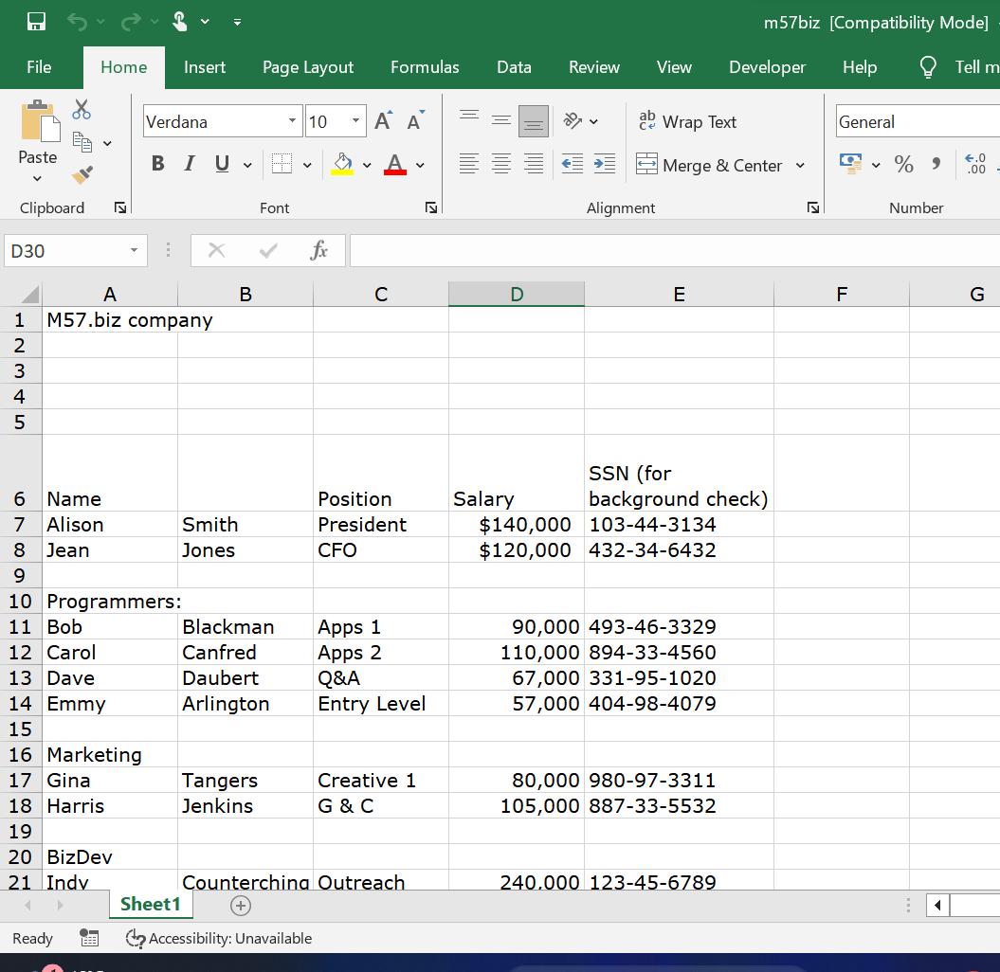 m57biz [Compatibility Mode]
File Home Insert Page Layout Formulas Data Review View Developer Help Tell m
Verdana 10 ab Wrap Text General
Paste B I U A Merge & Center % .00
Clipboard Font Alignment Number
D30 fx
A B C D E F G
1 M57.biz company
2
3
4
5
SSN (for
6 Name Position Salary background check)
7 Alison Smith President $140,000 103-44-3134
8 Jean Jones CFO $120,000 432-34-6432
9
10 Programmers:
11 Bob Blackman Apps 1 90,000 493-46-3329
12 Carol Canfred Apps 2 110,000 894-33-4560
13 Dave Daubert Q&A 67,000 331-95-1020
14 Emmy Arlington Entry Level 57,000 404-98-4079
15
16 Marketing
17 Gina Tangers Creative 1 80,000 980-97-3311
18 Harris Jenkins G & C 105,000 887-33-5532
19
20 BizDev
21 Indy Counterching Outreach 240,000 123-45-6789
Sheet1
Ready Accessibility: Unavailable